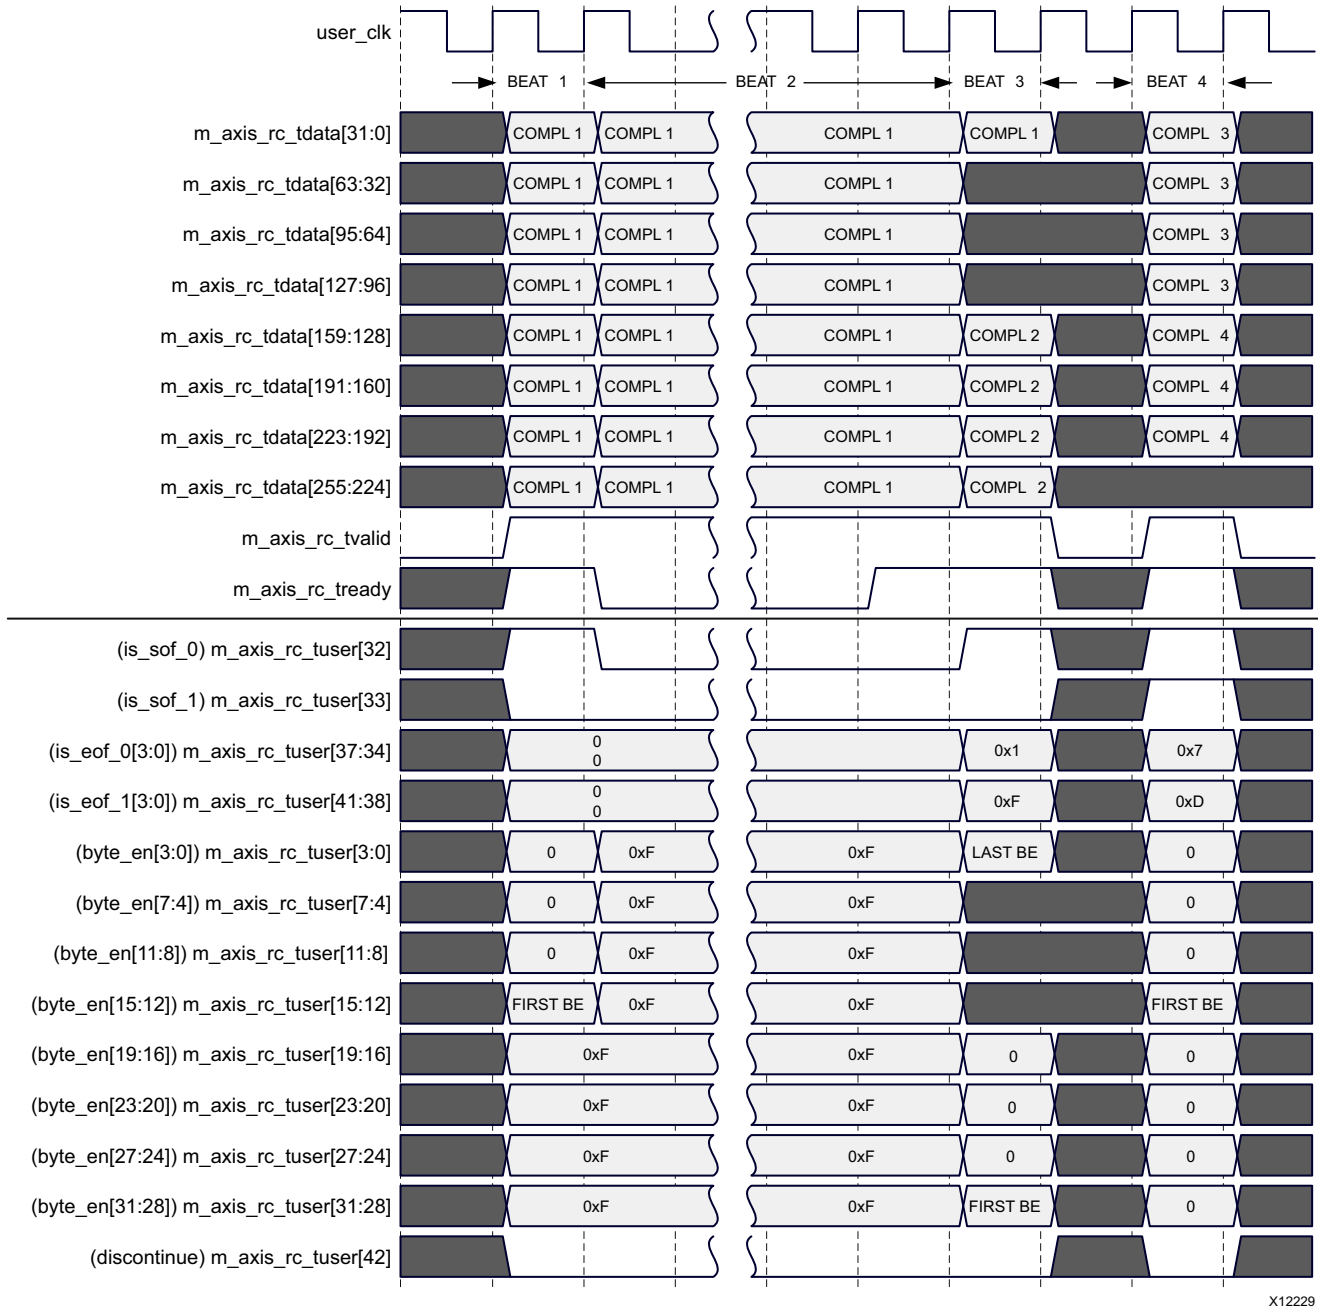 user_clk
BEAT 1 BEAT 2 BEAT 3 BEAT 4
m_axis_rc_tdata[31:0] COMPL 1 COMPL 1 COMPL 1 COMPL 1 COMPL 3
m_axis_rc_tdata[63:32] COMPL 1 COMPL 1 COMPL 1 COMPL 3
m_axis_rc_tdata[95:64] COMPL 1 COMPL 1 COMPL 1 COMPL 3
m_axis_rc_tdata[127:96] COMPL 1 COMPL 1 COMPL 1 COMPL 3
m_axis_rc_tdata[159:128] COMPL 1 COMPL 1 COMPL 1 COMPL 2 COMPL 4
m_axis_rc_tdata[191:160] COMPL 1 COMPL 1 COMPL 1 COMPL 2 COMPL 4
m_axis_rc_tdata[223:192] COMPL 1 COMPL 1 COMPL 1 COMPL 2 COMPL 4
m_axis_rc_tdata[255:224] COMPL 1 COMPL 1 COMPL 1 COMPL 2
m_axis_rc_tvalid
m_axis_rc_tready
(is_sof_0) m_axis_rc_tuser[32]
(is_sof_1) m_axis_rc_tuser[33]
(is_eof_0[3:0]) m_axis_rc_tuser[37:34] 0 0 0x1 0x7
(is_eof_1[3:0]) m_axis_rc_tuser[41:38] 0 0 0xF 0xD
(byte_en[3:0]) m_axis_rc_tuser[3:0] 0 0xF 0xF LAST BE 0
(byte_en[7:4]) m_axis_rc_tuser[7:4] 0 0xF 0xF 0
(byte_en[11:8]) m_axis_rc_tuser[11:8] 0 0xF 0xF 0
(byte_en[15:12]) m_axis_rc_tuser[15:12] FIRST BE 0xF 0xF FIRST BE
(byte_en[19:16]) m_axis_rc_tuser[19:16] 0xF 0xF 0 0
(byte_en[23:20]) m_axis_rc_tuser[23:20] 0xF 0xF 0 0
(byte_en[27:24]) m_axis_rc_tuser[27:24] 0xF 0xF 0 0
(byte_en[31:28]) m_axis_rc_tuser[31:28] 0xF 0xF FIRST BE 0
(discontinue) m_axis_rc_tuser[42]
X12229